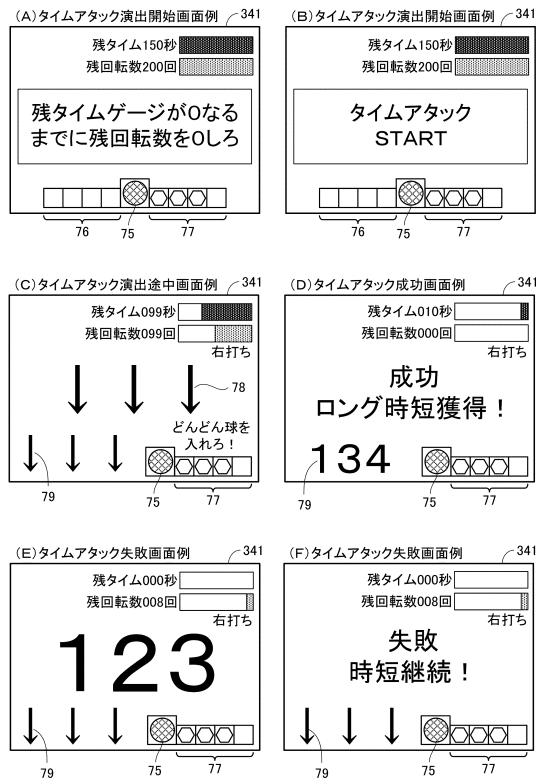 (A)タイムアタック演出開始画面例
341
残タイム150秒
残回転数200回
残タイムゲージが0なる
までに残回転数を0しろ
76
75
77
(B)タイムアタック演出開始画面例
341
残タイム150秒
残回転数200回
タイムアタック
START
76
75
77
(C)タイムアタック演出途中画面例
341
残タイム099秒
残回転数099回
右打ち
78
どんどん球を
入れろ！
79
75
77
(D)タイムアタック成功画面例
341
残タイム010秒
残回転数000回
右打ち
成功
ロング時短獲得！
134
79
75
77
(E)タイムアタック失敗画面例
341
残タイム000秒
残回転数008回
右打ち
123
79
75
77
(F)タイムアタック失敗画面例
341
残タイム000秒
残回転数008回
右打ち
失敗
時短継続！
79
75
77